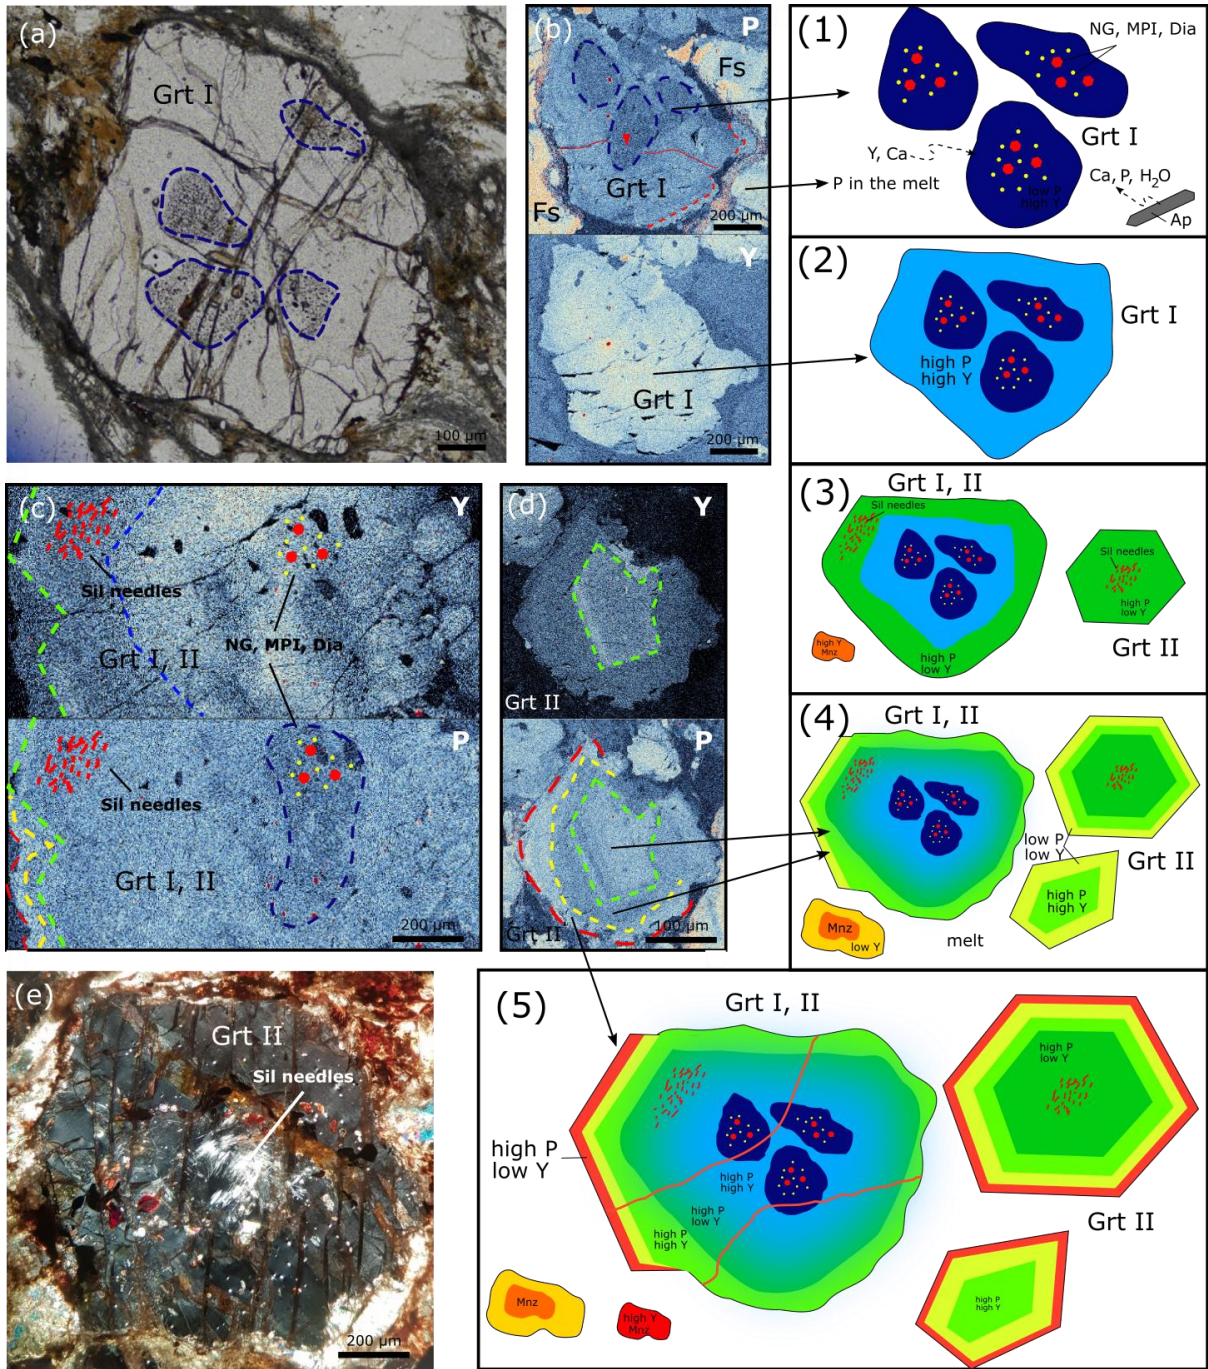 (a)
Grt I
100 µm
(b)
P
Fs
Grt I
Fs
200 µm
Y
Grt I
200 µm
(1)
NG, MPI, Dia
Grt I
Y, Ca
low P
high Y
Ca, P, H₂O
Ap
P in the melt
(2)
Grt I
high P
high Y
(c)
Y
Sil needles
NG, MPI, Dia
Grt I, II
P
Sil needles
Grt I, II
200 µm
(d)
Y
Grt II
P
Grt II
100 µm
(3)
Grt I, II
Sil needles
Sil needles
high P
low Y
Grt II
high Y
Mnz
high P
low Y
(4)
Grt I, II
low P
low Y
Grt II
high P
high Y
Mnz
low Y
melt
(e)
Grt II
Sil needles
200 µm
(5)
Grt I, II
high P
low Y
high P
low Y
high P
high Y
high P
low Y
high P
high Y
Grt II
high P
high Y
Mnz
high Y
Mnz